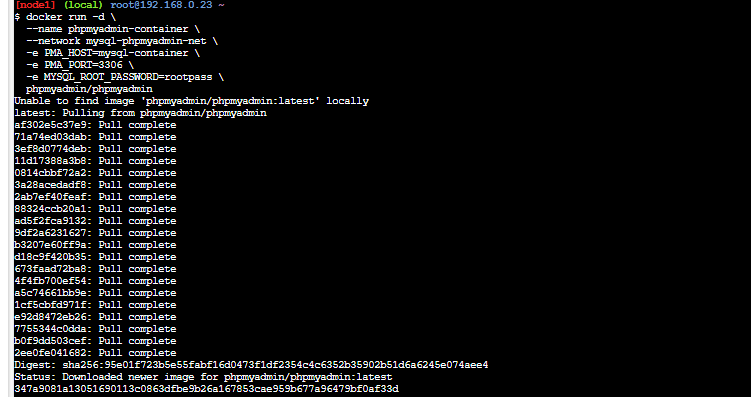 [node1] (local) root@192.168.0.23 ~
$ docker run -d \
  --name phpmyadmin-container \
  --network mysql-phpmyadmin-net \
  -e PMA_HOST=mysql-container \
  -e PMA_PORT=3306 \
  -e MYSQL_ROOT_PASSWORD=rootpass \
  phpmyadmin/phpmyadmin
Unable to find image 'phpmyadmin/phpmyadmin:latest' locally
latest: Pulling from phpmyadmin/phpmyadmin
af302e5c37e9: Pull complete
71a74ed03dab: Pull complete
3ef8d0774deb: Pull complete
11d17388a3b8: Pull complete
0814cbbf72a2: Pull complete
3a28acedadf8: Pull complete
2ab7ef40feaf: Pull complete
88324ccb20a1: Pull complete
ad5f2fca9132: Pull complete
9df2a6231627: Pull complete
b3207e60ff9a: Pull complete
d18c9f420b35: Pull complete
673faad72ba8: Pull complete
4f4fb700ef54: Pull complete
a5c74661bb9e: Pull complete
1cf5cbfd971f: Pull complete
e92d8472eb26: Pull complete
7755344c0dda: Pull complete
b0f9dd503cef: Pull complete
2ee0fe041682: Pull complete
Digest: sha256:95e01f723b5e55fabf16d0473f1df2354c4c6352b35902b51d6a6245e074aee4
Status: Downloaded newer image for phpmyadmin/phpmyadmin:latest
347a9081a13051690113c0863dfbe9b26a167853cae959b677a96479bf0af33d